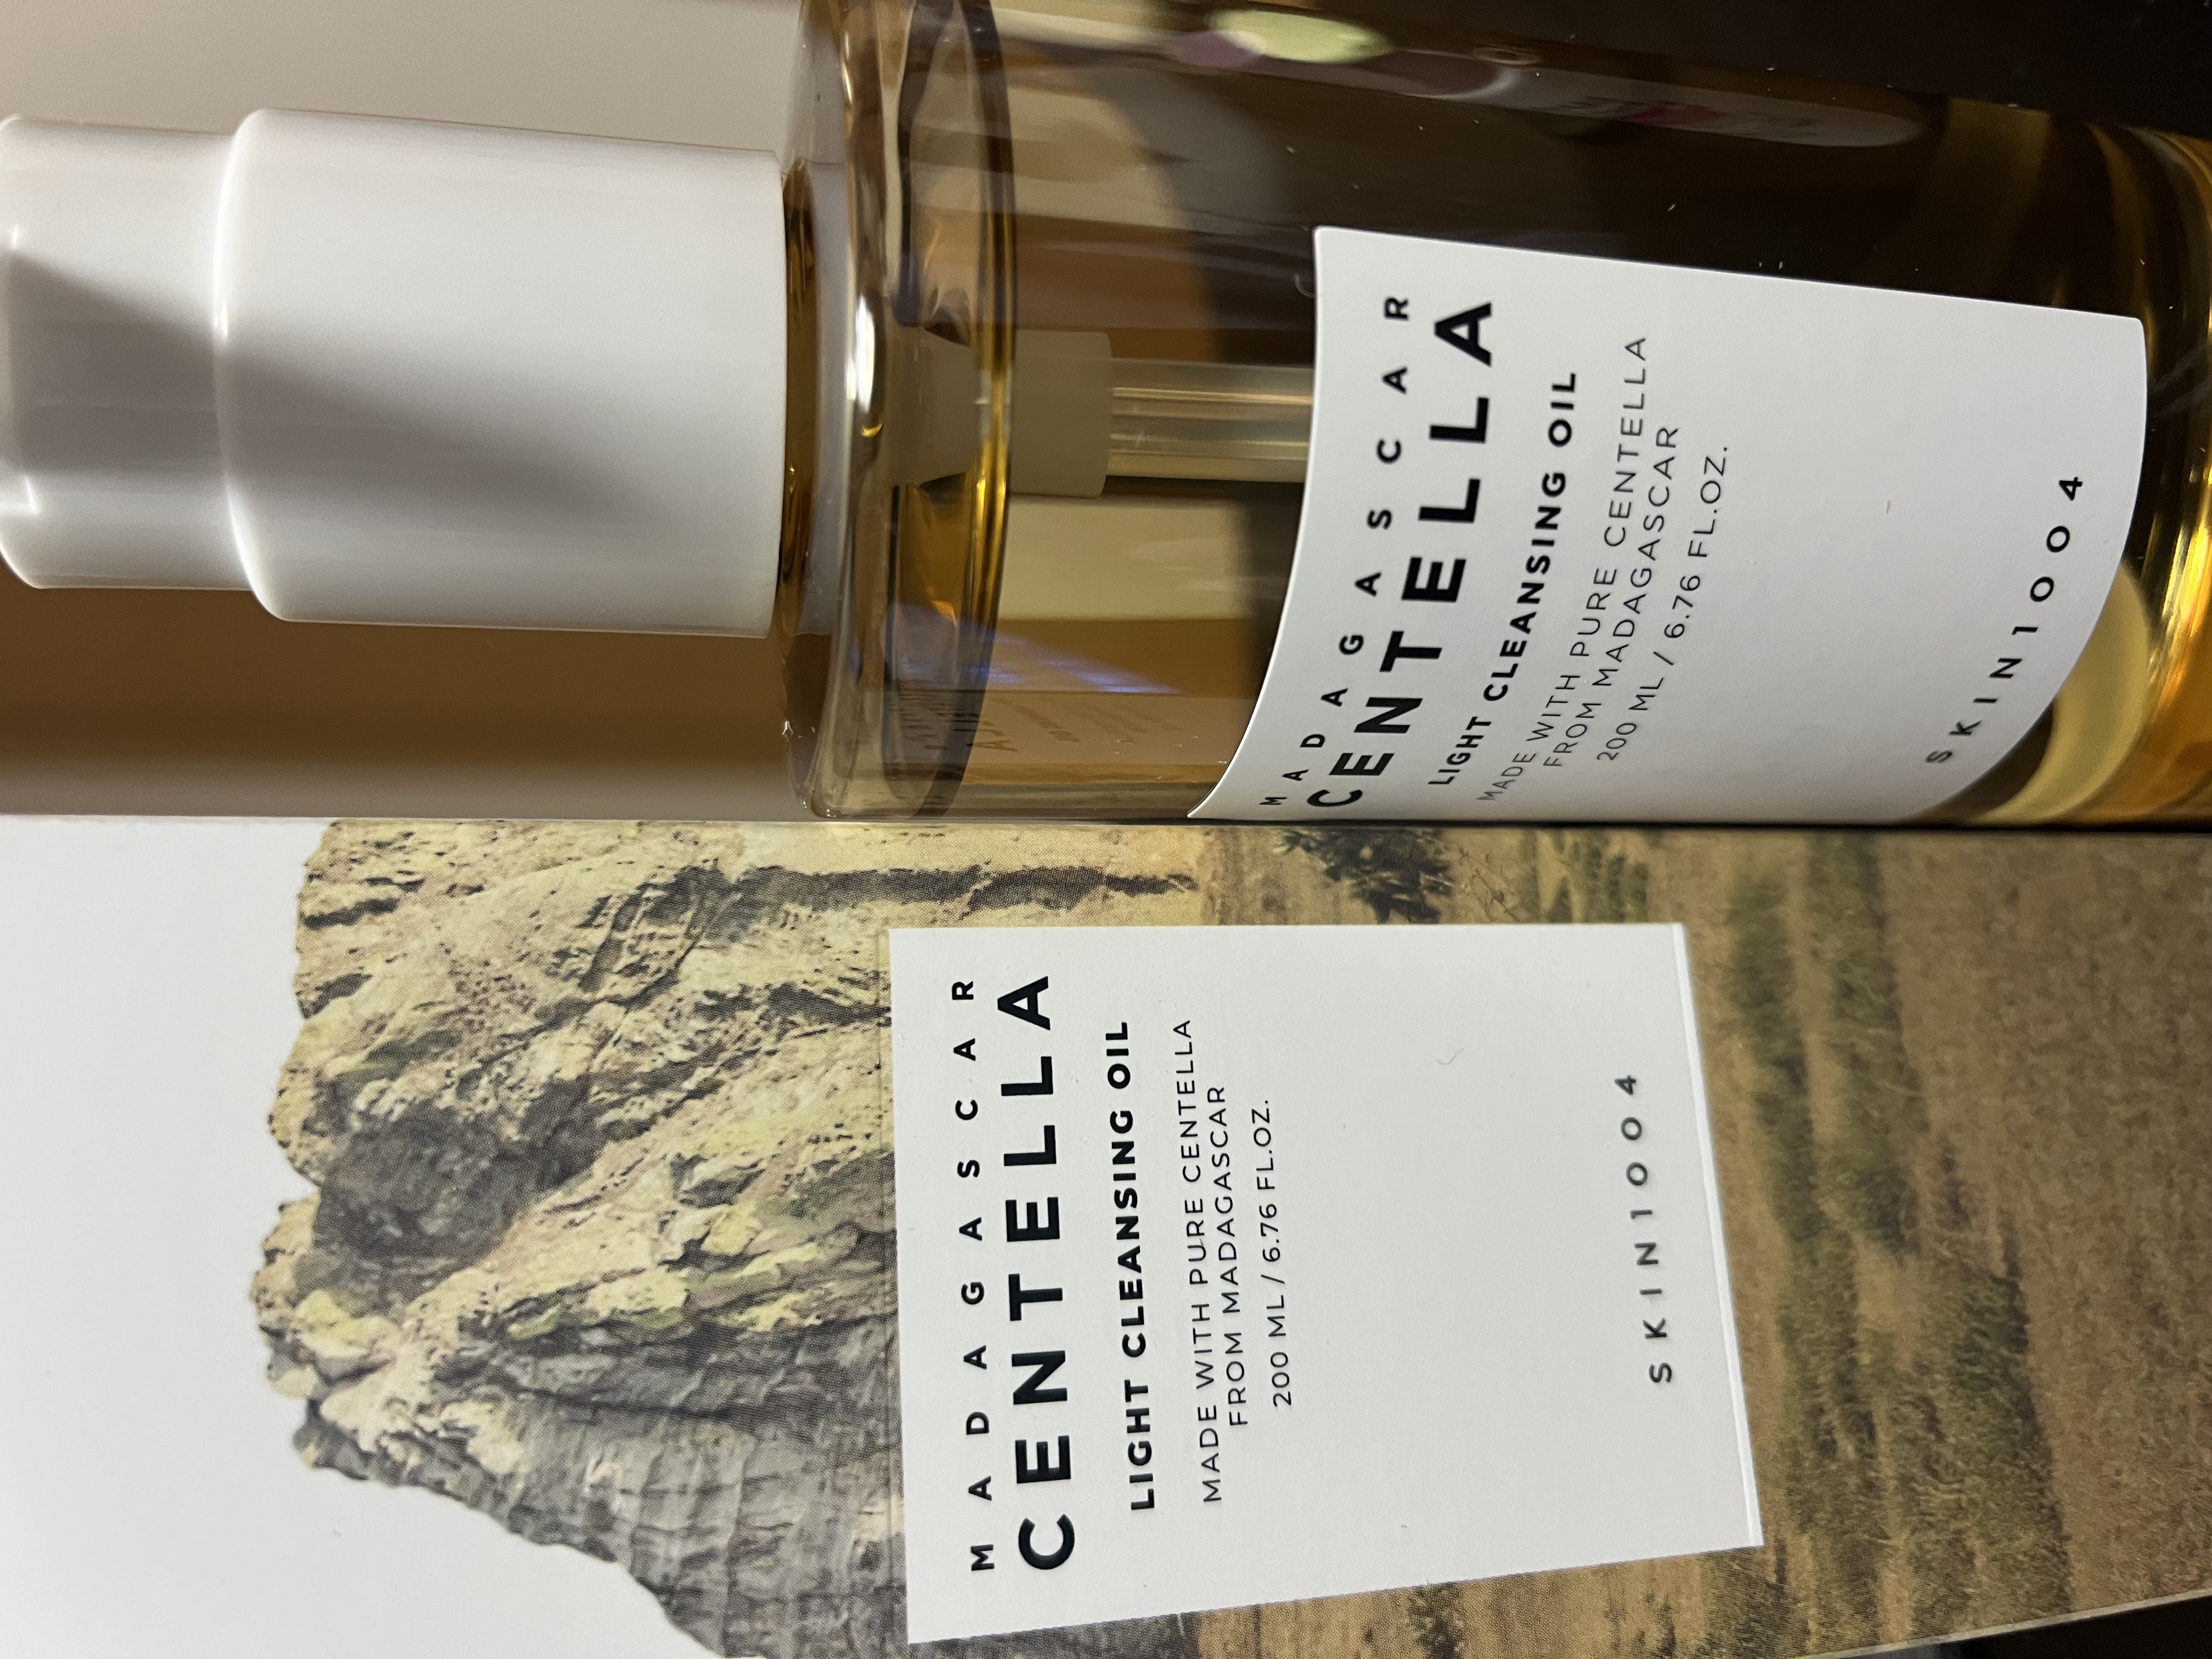 MADAGASCAR
CENTELLA
LIGHT CLEANSING OIL
MADE WITH PURE CENTELLA
FROM MADAGASCAR
200 ML / 6.76 FL.OZ.
SKIN1004
MADAGASCAR
CENTELLA
LIGHT CLEANSING OIL
MADE WITH PURE CENTELLA
FROM MADAGASCAR
200 ML / 6.76 FL.OZ.
SKIN1004